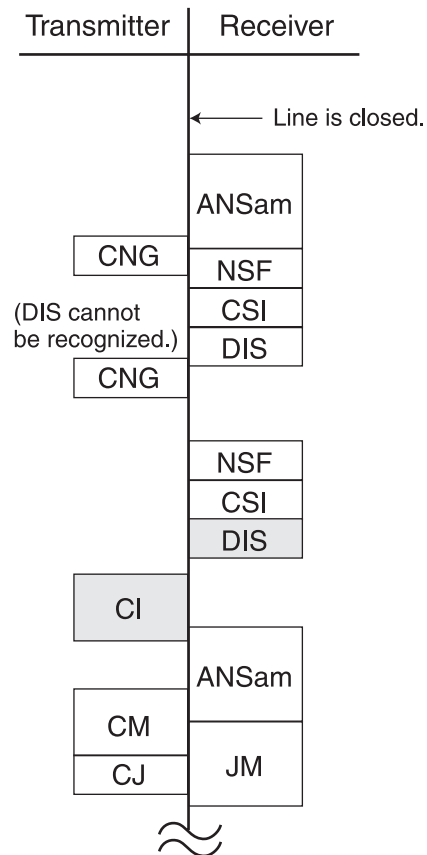 Transmitter Receiver
Line is closed.
ANSam
CNG
NSF
(DIS cannot
be recognized.)
CSI
DIS
CNG
NSF
CSI
DIS
CI
ANSam
CM
JM
CJ